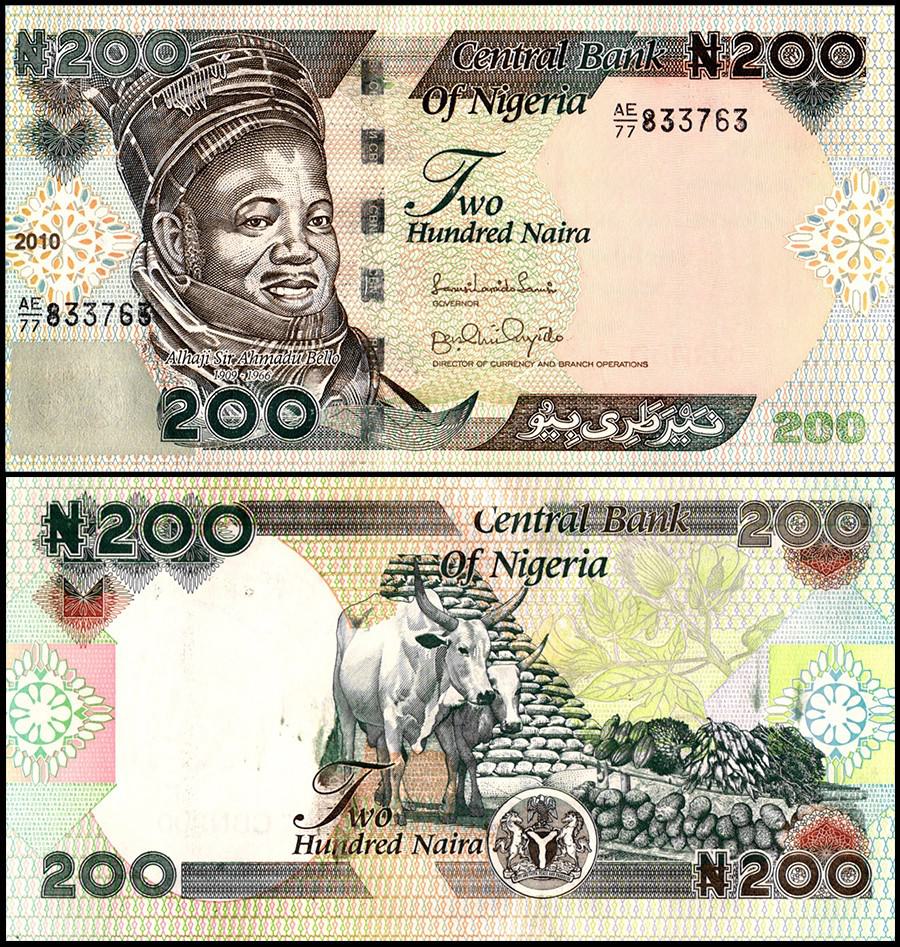 ₦200
Central Bank
Of Nigeria
₦200
AE/77 833763
Two
Hundred Naira
2010
GOVERNOR
AE/77 833763
DIRECTOR OF CURRENCY AND BRANCH OPERATIONS
Alhaji Sir Ahmadu Bello
1909 - 1966
200
نَيْرَ طَرِى بِيُو
200
₦200
Central Bank
Of Nigeria
200
Two
Hundred Naira
200
₦200